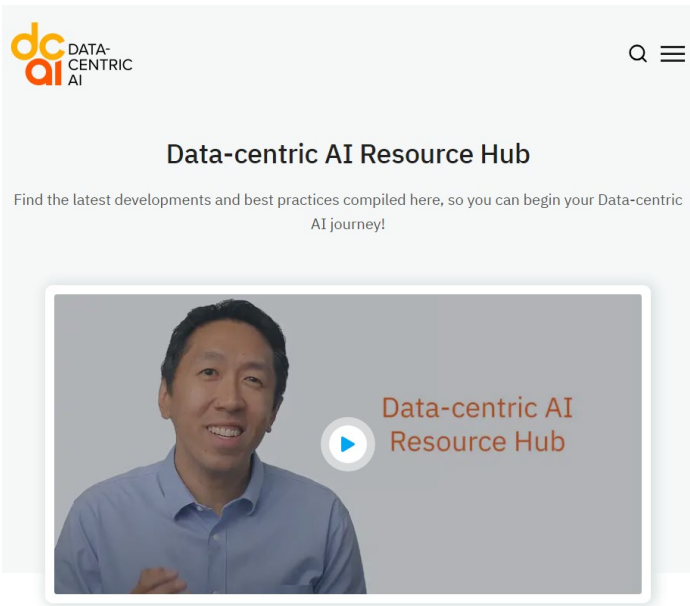 dc
ai
DATA-
CENTRIC
AI
Data-centric AI Resource Hub
Find the latest developments and best practices compiled here, so you can begin your Data-centric
AI journey!
Data-centric AI
Resource Hub